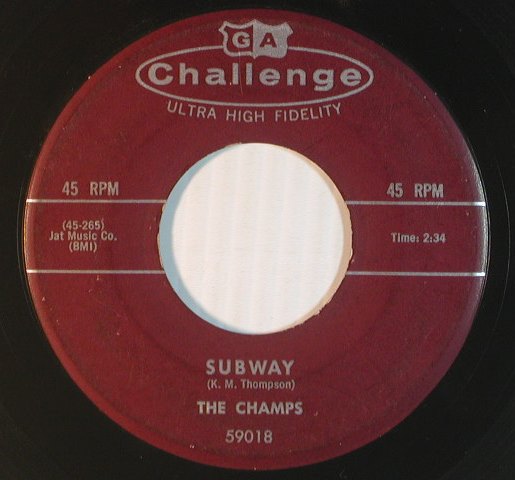 GA
Challenge
ULTRA HIGH FIDELITY
45 RPM
(45-265)
Jat Music Co.
(BMI)
45 RPM
Time: 2:34
SUBWAY
(K. M. Thompson)
THE CHAMPS
59018